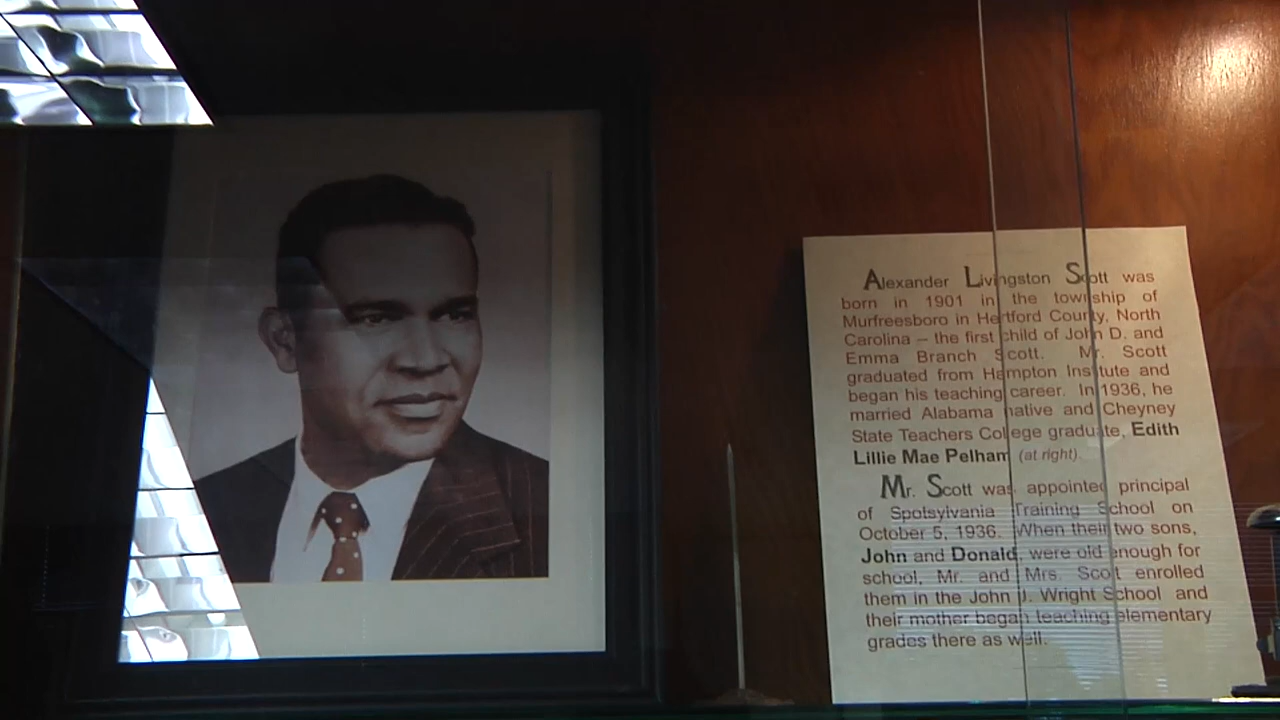 Alexander Livingston Scott was
born in 1901 in the township of
Murfreesboro in Hertford County, North
Carolina – the first child of John D. and
Emma Branch Scott. Mr. Scott
graduated from Hampton Institute and
began his teaching career. In 1936, he
married Alabama native and Cheyney
State Teachers College graduate, Edith
Lillie Mae Pelham (at right).
Mr. Scott was appointed principal
of Spotsylvania Training School on
October 5, 1936. When their two sons,
John and Donald, were old enough for
school, Mr. and Mrs. Scott enrolled
them in the John J. Wright School and
their mother began teaching elementary
grades there as well.